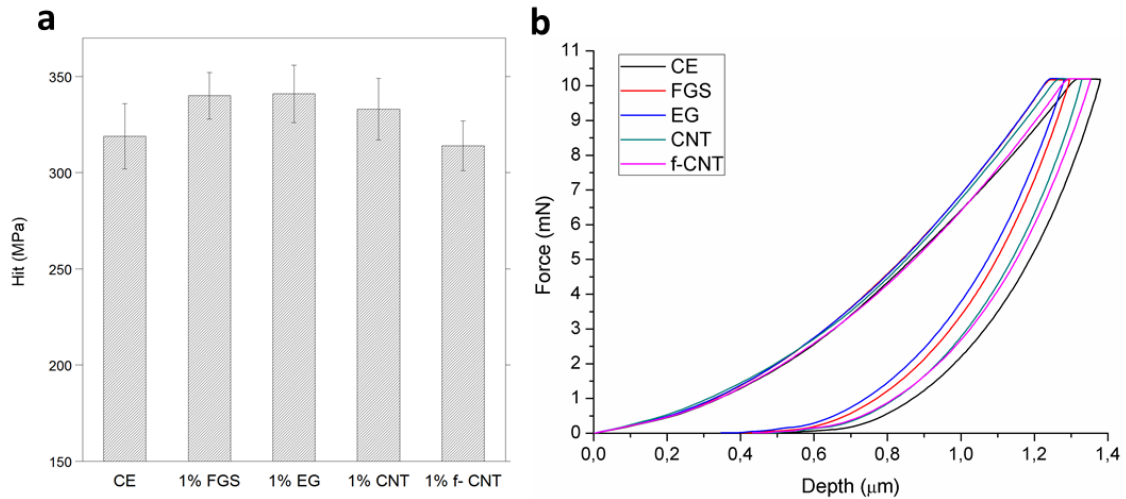 a
Hit (MPa)
350
300
250
200
150
CE 1% FGS 1% EG 1% CNT 1% f- CNT
b
Force (mN)
11
10
9
8
7
6
5
4
3
2
1
0
CE
FGS
EG
CNT
f-CNT
0,0 0,2 0,4 0,6 0,8 1,0 1,2 1,4
Depth (μm)